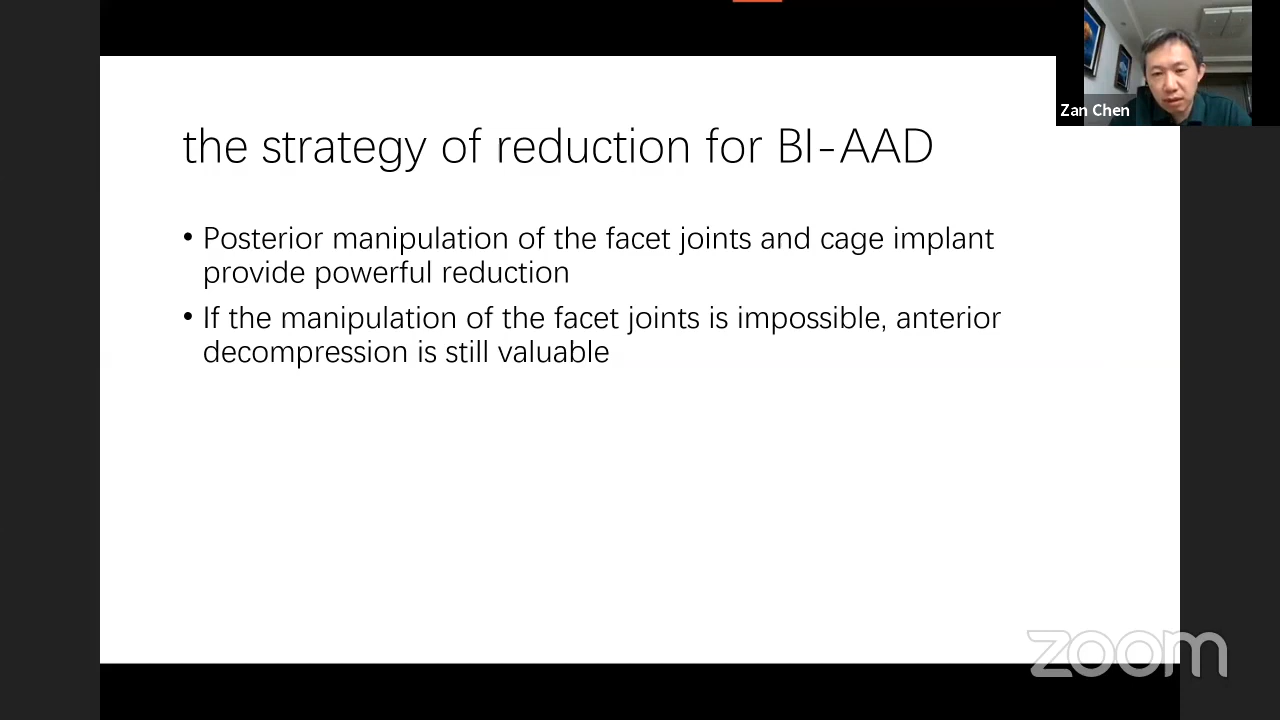 Zan Chen
the strategy of reduction for BI-AAD
• Posterior manipulation of the facet joints and cage implant
provide powerful reduction
• If the manipulation of the facet joints is impossible, anterior
decompression is still valuable
zoom